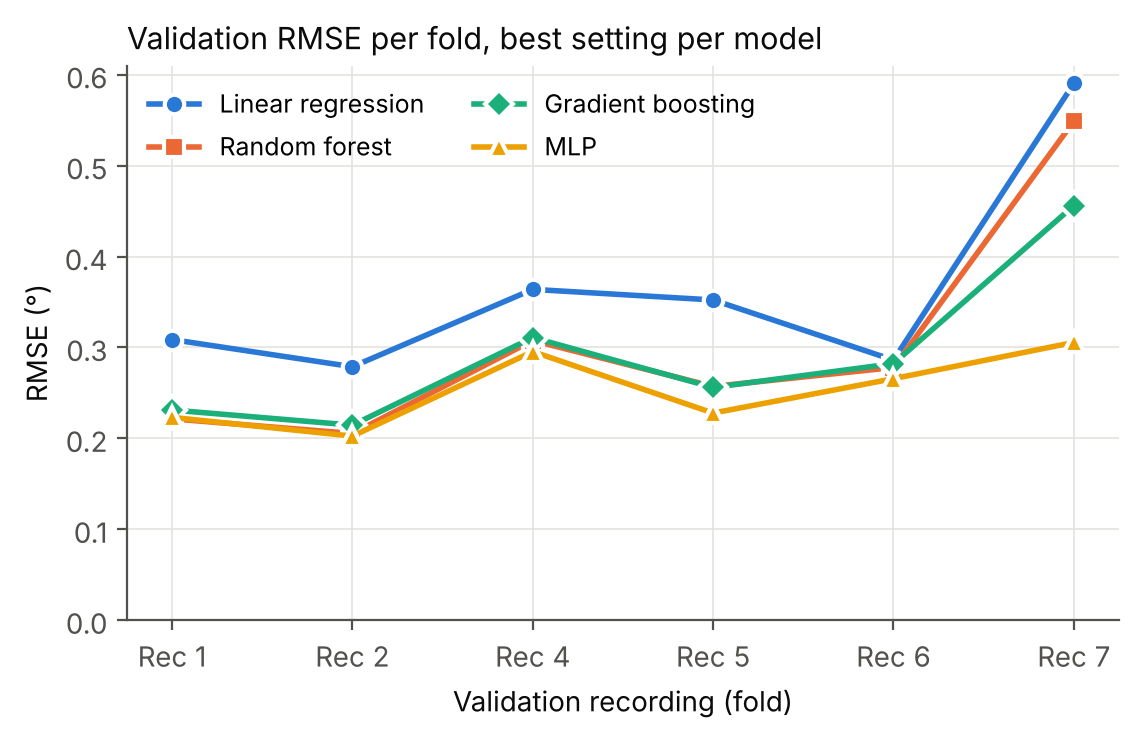 Validation RMSE per fold, best setting per model
Linear regression
Random forest
Gradient boosting
MLP
RMSE (°)
0.6
0.5
0.4
0.3
0.2
0.1
0.0
Rec 1
Rec 2
Rec 4
Rec 5
Rec 6
Rec 7
Validation recording (fold)